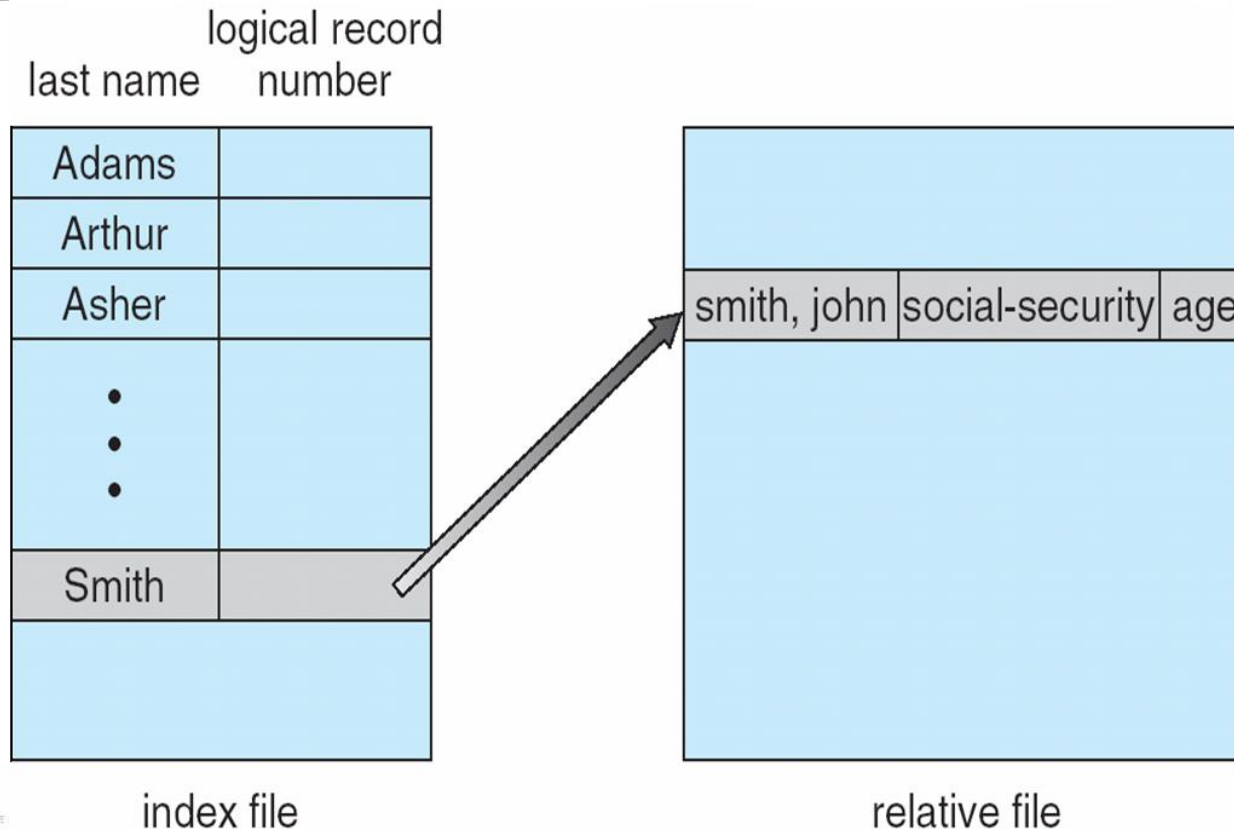 logical record
last name number
Adams
Arthur
Asher
smith, john social-security age
Smith
index file relative file